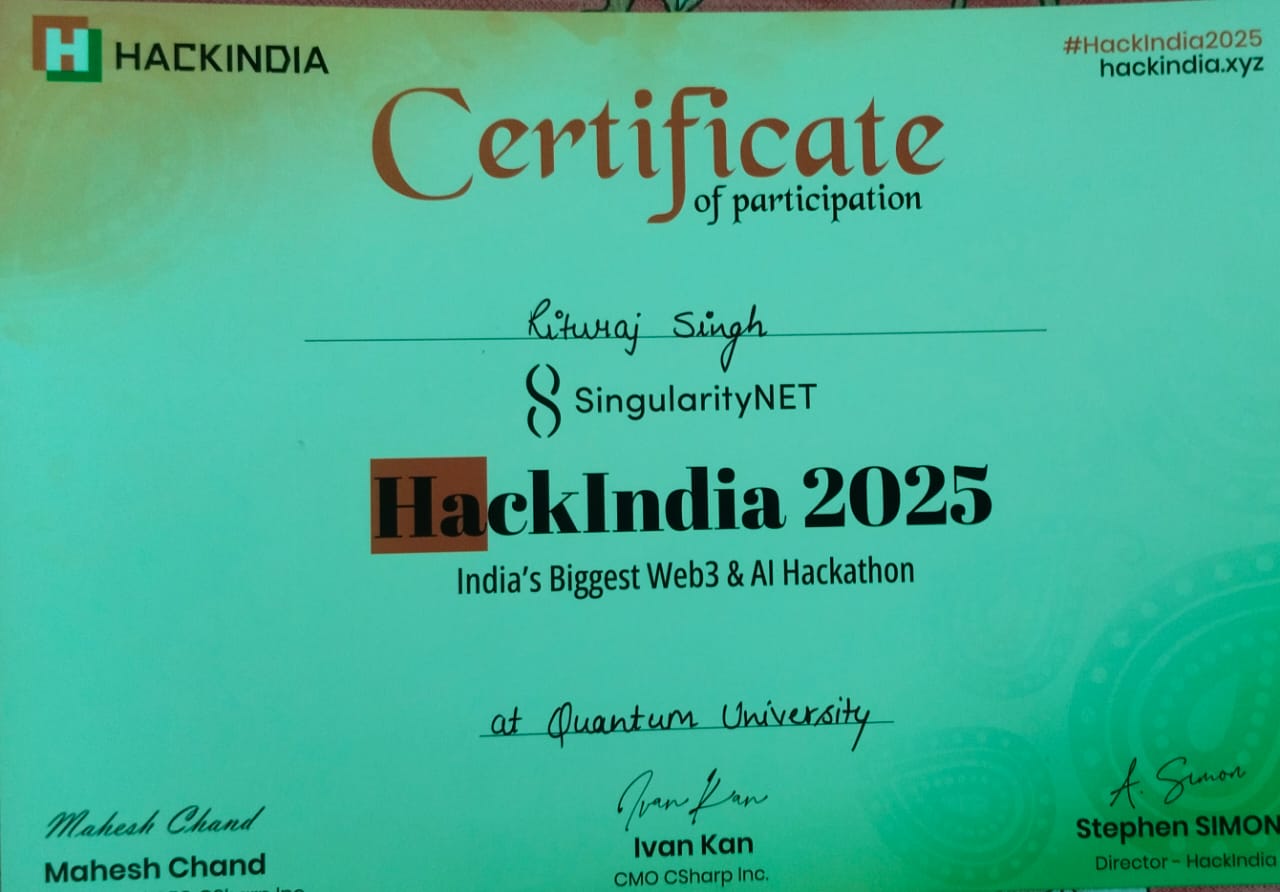 HACKINDIA
#HackIndia2025
hackindia.xyz
Certificate
of participation
Rituraj Singh
SingularityNET
HackIndia 2025
India's Biggest Web3 & AI Hackathon
at Quantum University
Mahesh Chand
Mahesh Chand
Ivan Kan
Ivan Kan
CMO CSharp Inc.
A. Simon
Stephen SIMON
Director - HackIndia